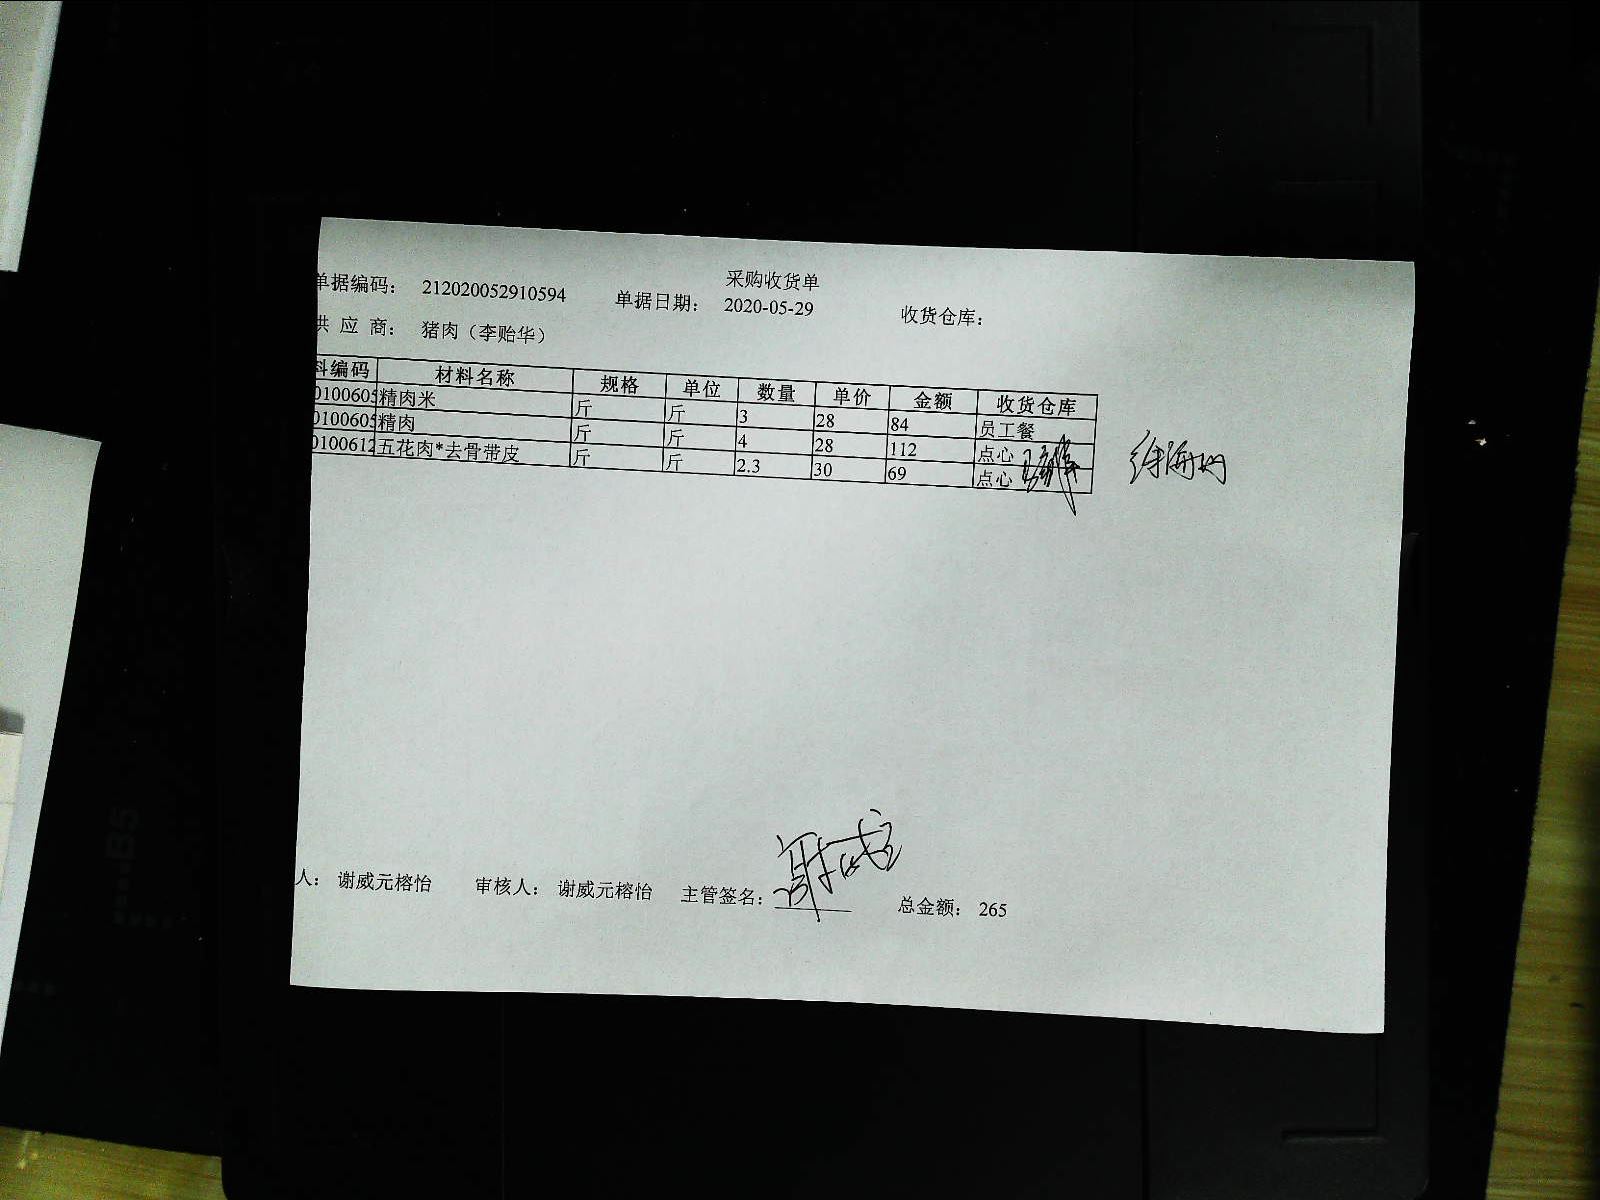 采购收货单
单据编码： 212020052910594 单据日期： 2020-05-29 收货仓库：
供 应 商： 猪肉（李贻华）
料编码 材料名称 规格 单位 数量 单价 金额 收货仓库
0100605 精肉米 斤 斤 3 28 84 员工餐
0100605 精肉 斤 斤 4 28 112 点心
0100612 五花肉*去骨带皮 斤 斤 2.3 30 69 点心
人： 谢威元榕怡 审核人： 谢威元榕怡 主管签名： 总金额： 265
B5